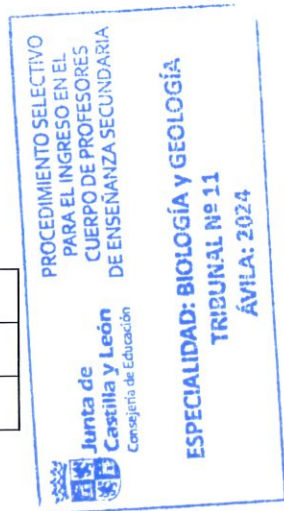 Junta de
Castilla y León
Consejería de Educación
PROCEDIMIENTO SELECTIVO
PARA EL INGRESO EN EL
CUERPO DE PROFESORES
DE ENSEÑANZA SECUNDARIA
ESPECIALIDAD: BIOLOGÍA y GEOLOGÍA
TRIBUNAL Nº 11
ÁVILA: 2024